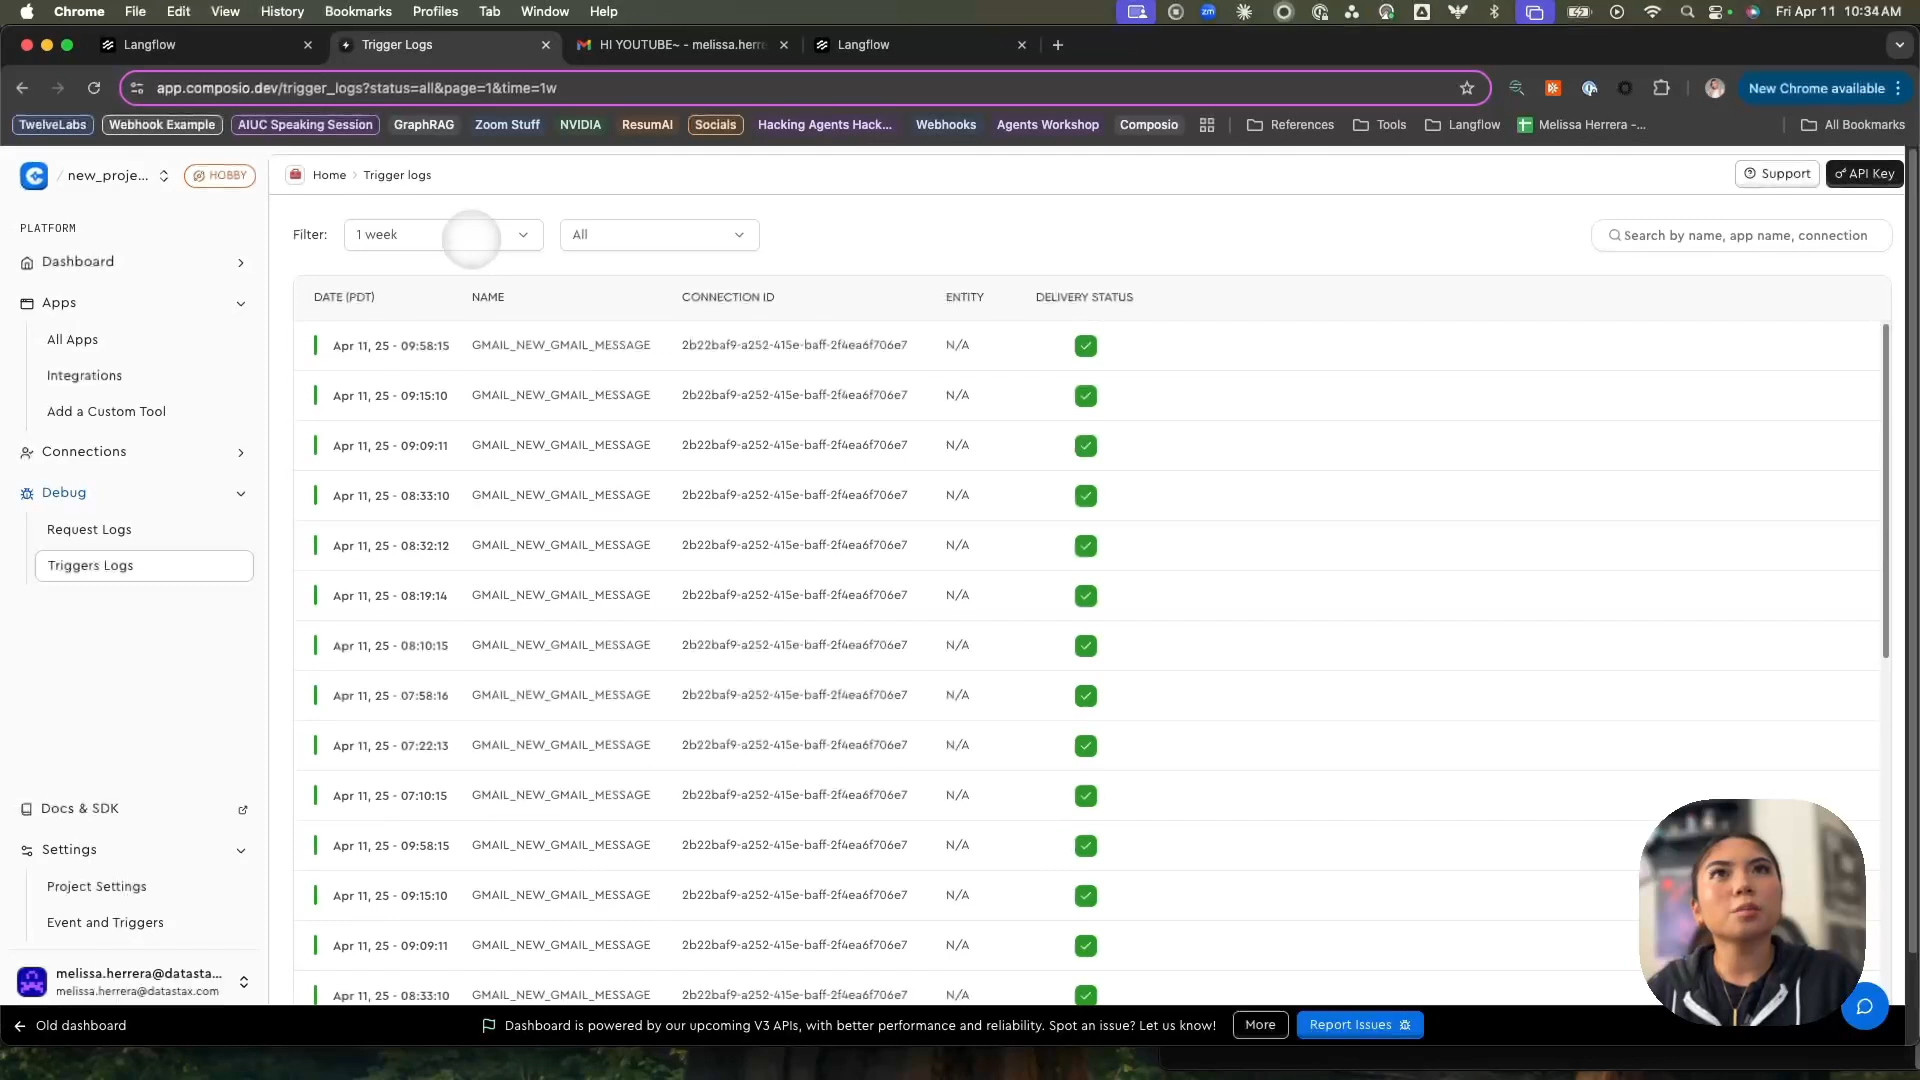 Chrome File Edit View History Bookmarks Profiles Tab Window Help
zm
Fri Apr 11 10:34 AM
Langflow
Trigger Logs
HI YOUTUBE~ - melissa.herre
Langflow
app.composio.dev/trigger_logs?status=all&page=1&time=1w
New Chrome available
TwelveLabs Webhook Example AIUC Speaking Session GraphRAG Zoom Stuff NVIDIA ResumAI Socials Hacking Agents Hack... Webhooks Agents Workshop Composio References Tools Langflow Melissa Herrera -... All Bookmarks
/ new_proje...
HOBBY
Home > Trigger logs
Support
API Key
PLATFORM
Dashboard
Apps
All Apps
Integrations
Add a Custom Tool
Connections
Debug
Request Logs
Triggers Logs
Docs & SDK
Settings
Project Settings
Event and Triggers
melissa.herrera@datasta...
melissa.herrera@datastax.com
Filter: 1 week All
Search by name, app name, connection
DATE (PDT) NAME CONNECTION ID ENTITY DELIVERY STATUS
Apr 11, 25 - 09:58:15 GMAIL_NEW_GMAIL_MESSAGE 2b22baf9-a252-415e-baff-2f4ea6f706e7 N/A
Apr 11, 25 - 09:15:10 GMAIL_NEW_GMAIL_MESSAGE 2b22baf9-a252-415e-baff-2f4ea6f706e7 N/A
Apr 11, 25 - 09:09:11 GMAIL_NEW_GMAIL_MESSAGE 2b22baf9-a252-415e-baff-2f4ea6f706e7 N/A
Apr 11, 25 - 08:33:10 GMAIL_NEW_GMAIL_MESSAGE 2b22baf9-a252-415e-baff-2f4ea6f706e7 N/A
Apr 11, 25 - 08:32:12 GMAIL_NEW_GMAIL_MESSAGE 2b22baf9-a252-415e-baff-2f4ea6f706e7 N/A
Apr 11, 25 - 08:19:14 GMAIL_NEW_GMAIL_MESSAGE 2b22baf9-a252-415e-baff-2f4ea6f706e7 N/A
Apr 11, 25 - 08:10:15 GMAIL_NEW_GMAIL_MESSAGE 2b22baf9-a252-415e-baff-2f4ea6f706e7 N/A
Apr 11, 25 - 07:58:16 GMAIL_NEW_GMAIL_MESSAGE 2b22baf9-a252-415e-baff-2f4ea6f706e7 N/A
Apr 11, 25 - 07:22:13 GMAIL_NEW_GMAIL_MESSAGE 2b22baf9-a252-415e-baff-2f4ea6f706e7 N/A
Apr 11, 25 - 07:10:15 GMAIL_NEW_GMAIL_MESSAGE 2b22baf9-a252-415e-baff-2f4ea6f706e7 N/A
Apr 11, 25 - 09:58:15 GMAIL_NEW_GMAIL_MESSAGE 2b22baf9-a252-415e-baff-2f4ea6f706e7 N/A
Apr 11, 25 - 09:15:10 GMAIL_NEW_GMAIL_MESSAGE 2b22baf9-a252-415e-baff-2f4ea6f706e7 N/A
Apr 11, 25 - 09:09:11 GMAIL_NEW_GMAIL_MESSAGE 2b22baf9-a252-415e-baff-2f4ea6f706e7 N/A
Apr 11, 25 - 08:33:10 GMAIL_NEW_GMAIL_MESSAGE 2b22baf9-a252-415e-baff-2f4ea6f706e7 N/A
Old dashboard
Dashboard is powered by our upcoming V3 APIs, with better performance and reliability. Spot an issue? Let us know!
More
Report Issues